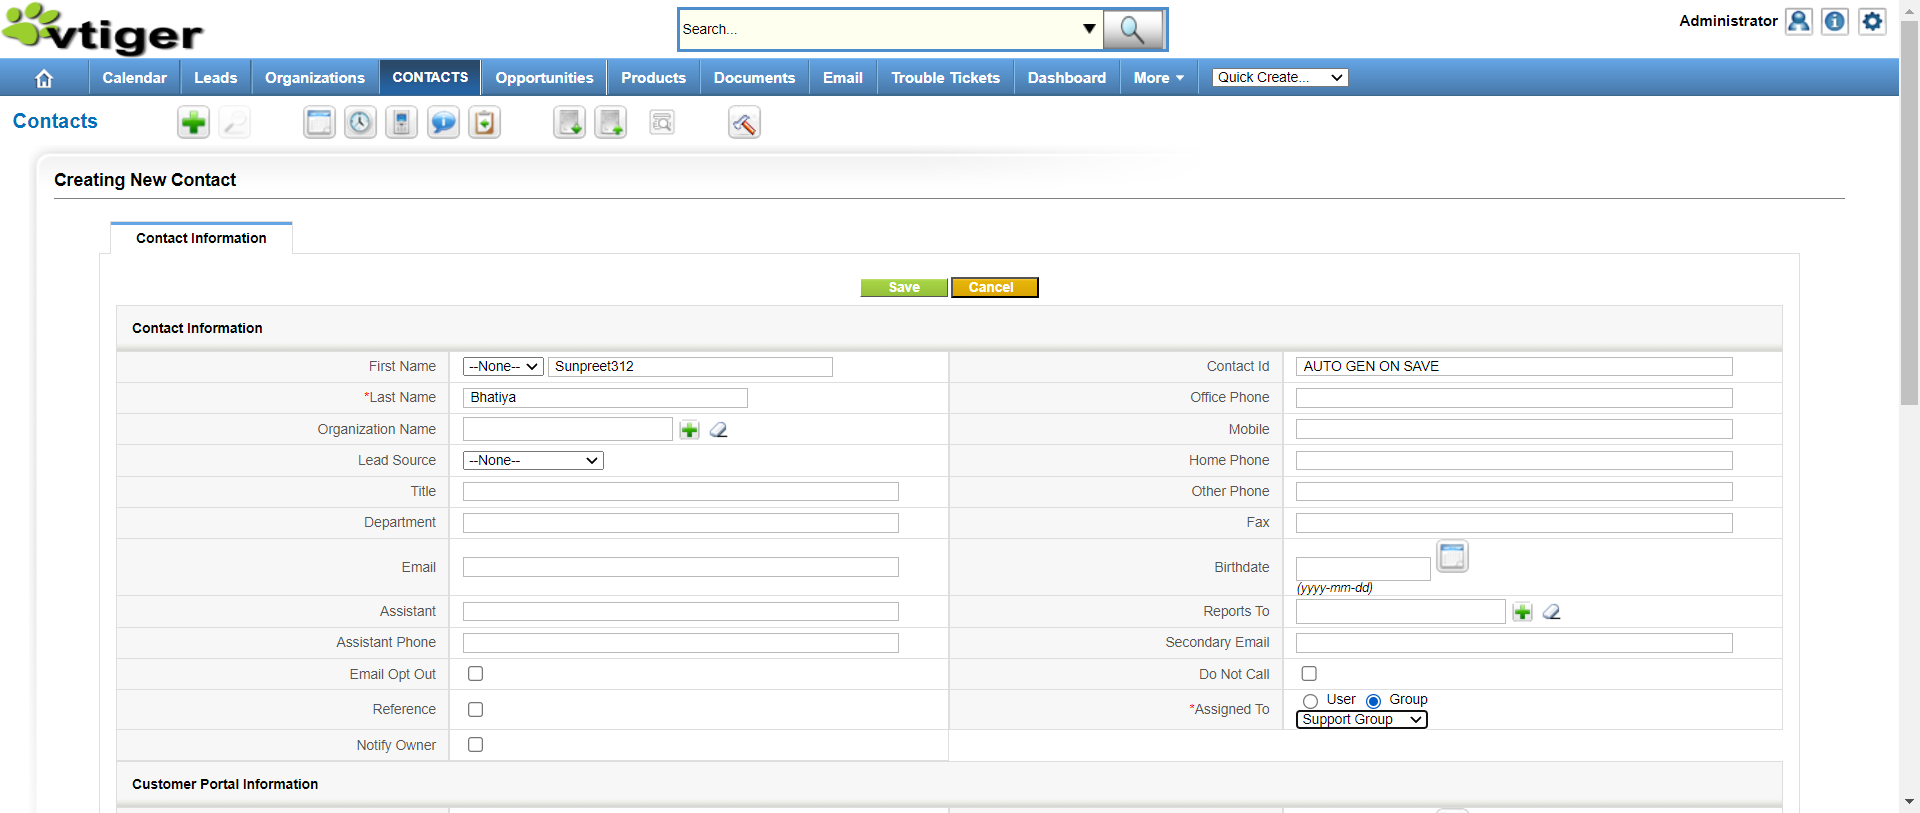 vtiger
Search...
Administrator
Calendar Leads Organizations CONTACTS Opportunities Products Documents Email Trouble Tickets Dashboard More Quick Create...
Contacts
Creating New Contact
Contact Information
Save Cancel
Contact Information
First Name --None-- Sunpreet312 Contact Id AUTO GEN ON SAVE
*Last Name Bhatiya Office Phone
Organization Name Mobile
Lead Source --None-- Home Phone
Title Other Phone
Department Fax
Email Birthdate
(yyyy-mm-dd)
Assistant Reports To
Assistant Phone Secondary Email
Email Opt Out Do Not Call
Reference *Assigned To User Group
Support Group
Notify Owner
Customer Portal Information